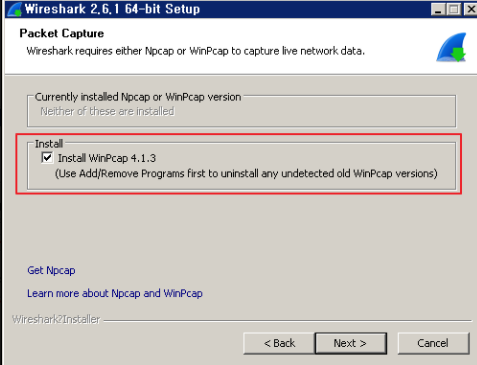 Wireshark 2.6.1 64-bit Setup
Packet Capture
Wireshark requires either Npcap or WinPcap to capture live network data.
Currently installed Npcap or WinPcap version
Neither of these are installed
Install
Install WinPcap 4.1.3
(Use Add/Remove Programs first to uninstall any undetected old WinPcap versions)
Get Npcap
Learn more about Npcap and WinPcap
Wireshark?Installer
< Back Next > Cancel